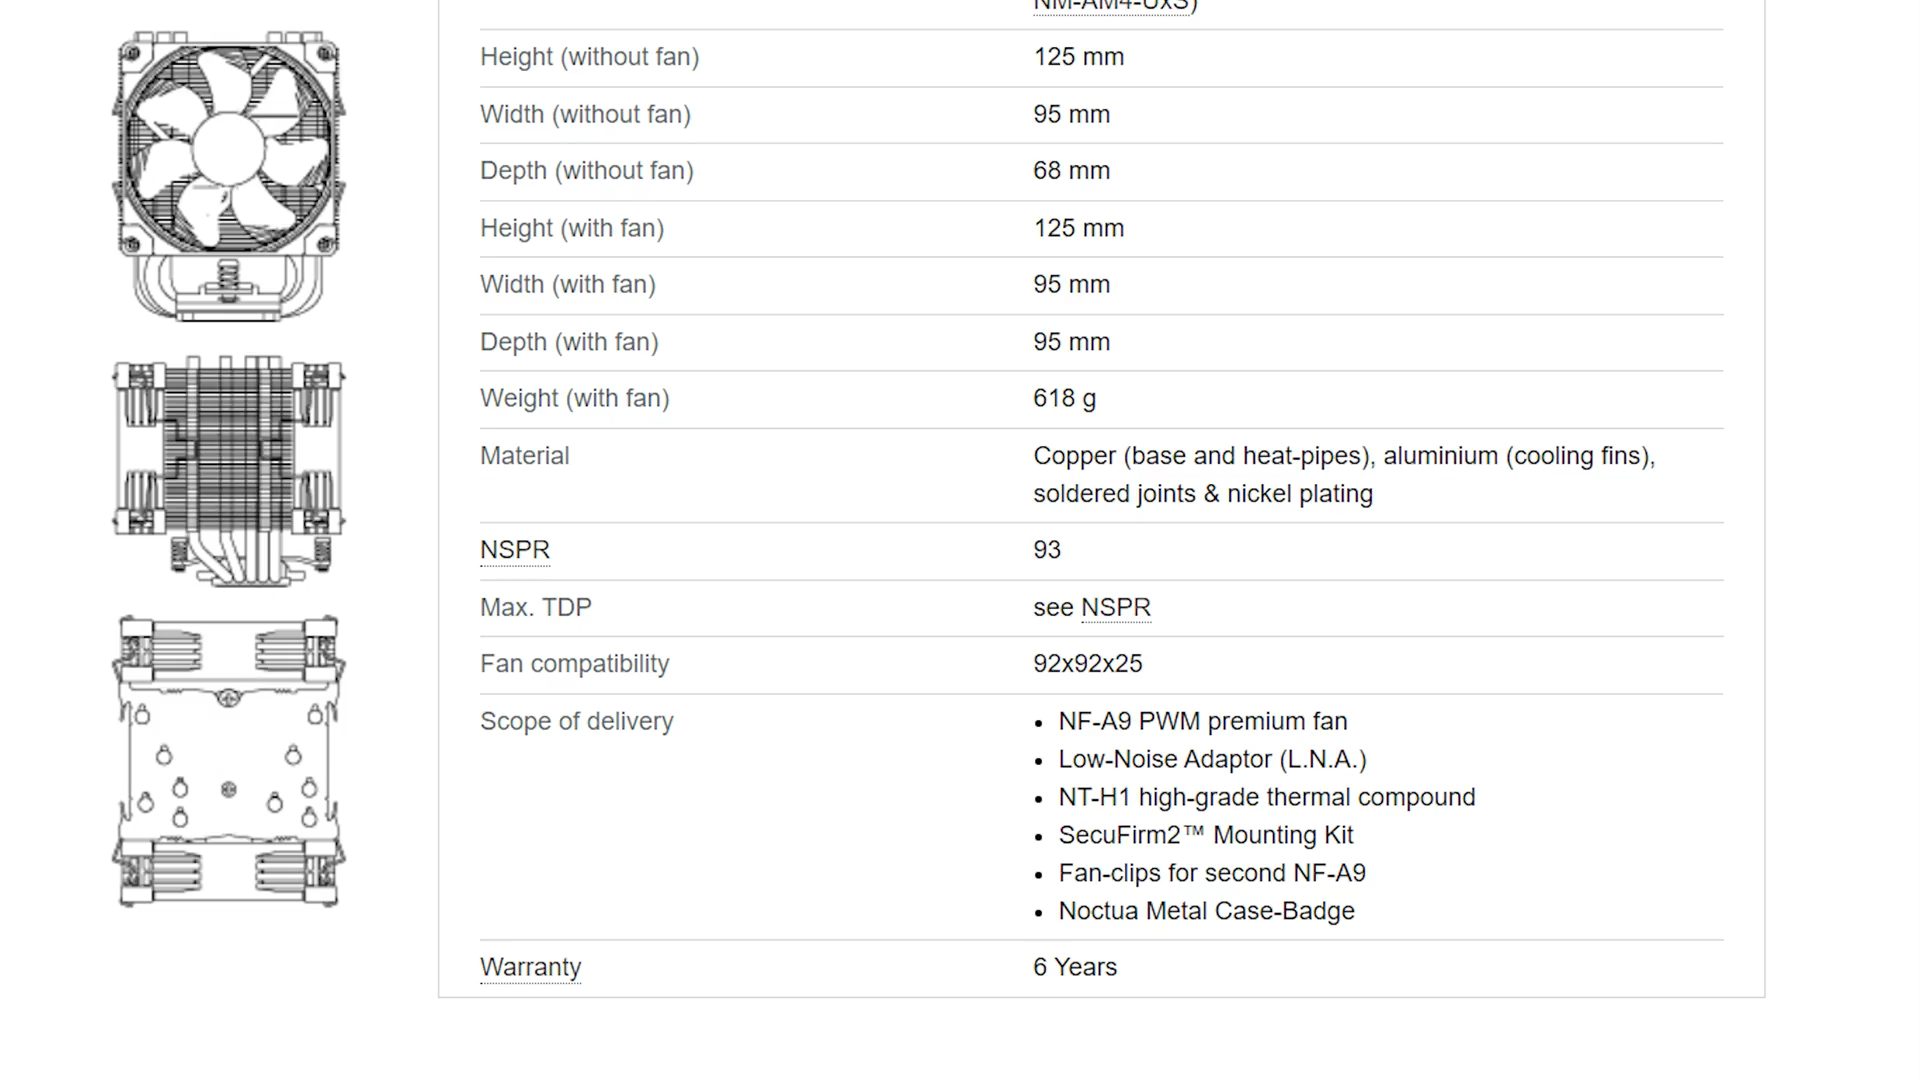 NM-AM4-UxS)
Height (without fan) 125 mm
Width (without fan) 95 mm
Depth (without fan) 68 mm
Height (with fan) 125 mm
Width (with fan) 95 mm
Depth (with fan) 95 mm
Weight (with fan) 618 g
Material Copper (base and heat-pipes), aluminium (cooling fins),
soldered joints & nickel plating
NSPR 93
Max. TDP see NSPR
Fan compatibility 92x92x25
Scope of delivery • NF-A9 PWM premium fan
• Low-Noise Adaptor (L.N.A.)
• NT-H1 high-grade thermal compound
• SecuFirm2™ Mounting Kit
• Fan-clips for second NF-A9
• Noctua Metal Case-Badge
Warranty 6 Years